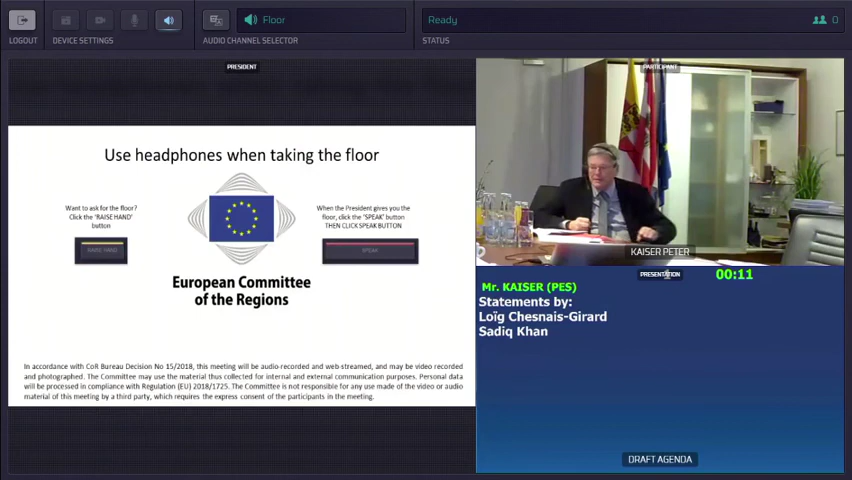 Floor
Ready
0
LOGOUT
DEVICE SETTINGS
AUDIO CHANNEL SELECTOR
STATUS
PRESIDENT
PARTICIPANT
Use headphones when taking the floor
Want to ask for the floor?
Click the 'RAISE HAND'
button
RAISE HAND
When the President gives you the
floor, click the 'SPEAK' button
THEN CLICK SPEAK BUTTON
SPEAK
European Committee
of the Regions
In accordance with CoR Bureau Decision No 15/2018, this meeting will be audio-recorded and web-streamed, and may be video recorded
and photographed. The Committee may use the material thus collected for internal and external communication purposes. Personal data
will be processed in compliance with Regulation (EU) 2018/1725. The Committee is not responsible for any use made of the video or audio
material of this meeting by a third party, which requires the express consent of the participants in the meeting.
KAISER PETER
PRESENTATION
00:11
Mr. KAISER (PES)
Statements by:
Loïg Chesnais-Girard
Sadiq Khan
DRAFT AGENDA